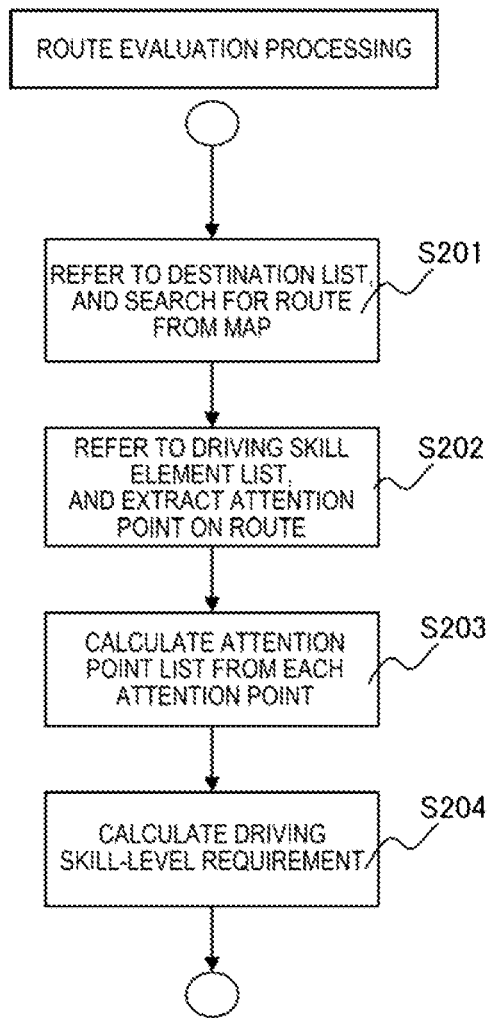 ROUTE EVALUATION PROCESSING
S201
REFER TO DESTINATION LIST,
AND SEARCH FOR ROUTE
FROM MAP
S202
REFER TO DRIVING SKILL
ELEMENT LIST,
AND EXTRACT ATTENTION
POINT ON ROUTE
S203
CALCULATE ATTENTION
POINT LIST FROM EACH
ATTENTION POINT
S204
CALCULATE DRIVING
SKILL-LEVEL REQUIREMENT